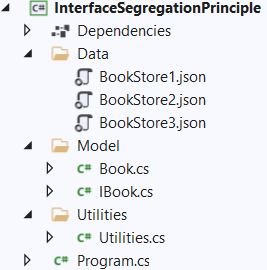 C# InterfaceSegregationPrinciple
Dependencies
Data
BookStore1.json
BookStore2.json
BookStore3.json
Model
C# Book.cs
C# IBook.cs
Utilities
C# Utilities.cs
C# Program.cs